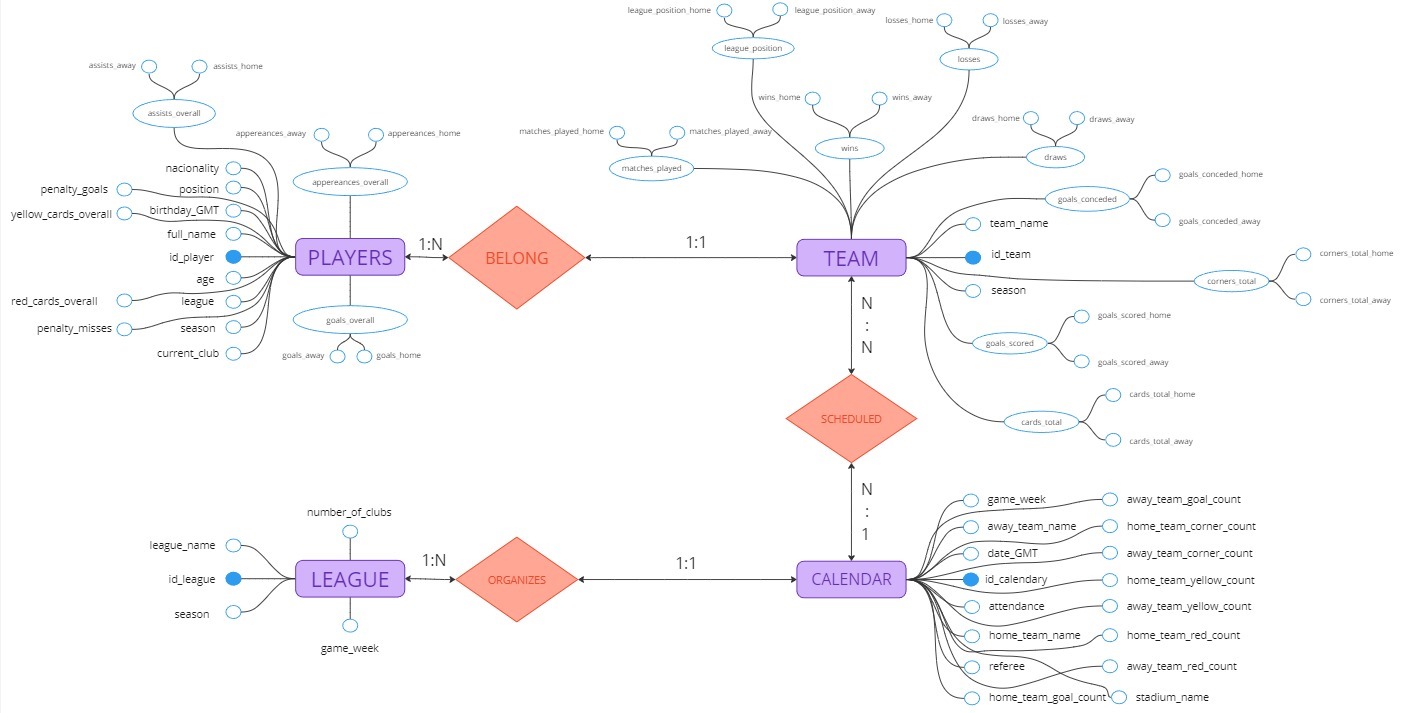 league_position_home
league_position_away
losses_home
losses_away
league_position
losses
assists_away
assists_home
assists_overall
wins_home
wins_away
wins
matches_played_home
matches_played_away
matches_played
draws_home
draws_away
draws
appereances_away
appereances_home
appereances_overall
nacionality
penalty_goals
position
yellow_cards_overall
birthday_GMT
full_name
id_player
age
red_cards_overall
league
penalty_misses
season
current_club
PLAYERS
goals_overall
goals_away
goals_home
1:N
BELONG
1:1
TEAM
goals_conceded_home
goals_conceded
goals_conceded_away
team_name
id_team
season
corners_total_home
corners_total
corners_total_away
goals_scored_home
goals_scored
goals_scored_away
cards_total_home
cards_total
cards_total_away
N
:
N
SCHEDULED
N
:
1
number_of_clubs
league_name
id_league
season
LEAGUE
game_week
1:N
ORGANIZES
1:1
CALENDAR
game_week
away_team_goal_count
away_team_name
home_team_corner_count
date_GMT
away_team_corner_count
id_calendary
home_team_yellow_count
attendance
away_team_yellow_count
home_team_name
home_team_red_count
referee
away_team_red_count
home_team_goal_count
stadium_name